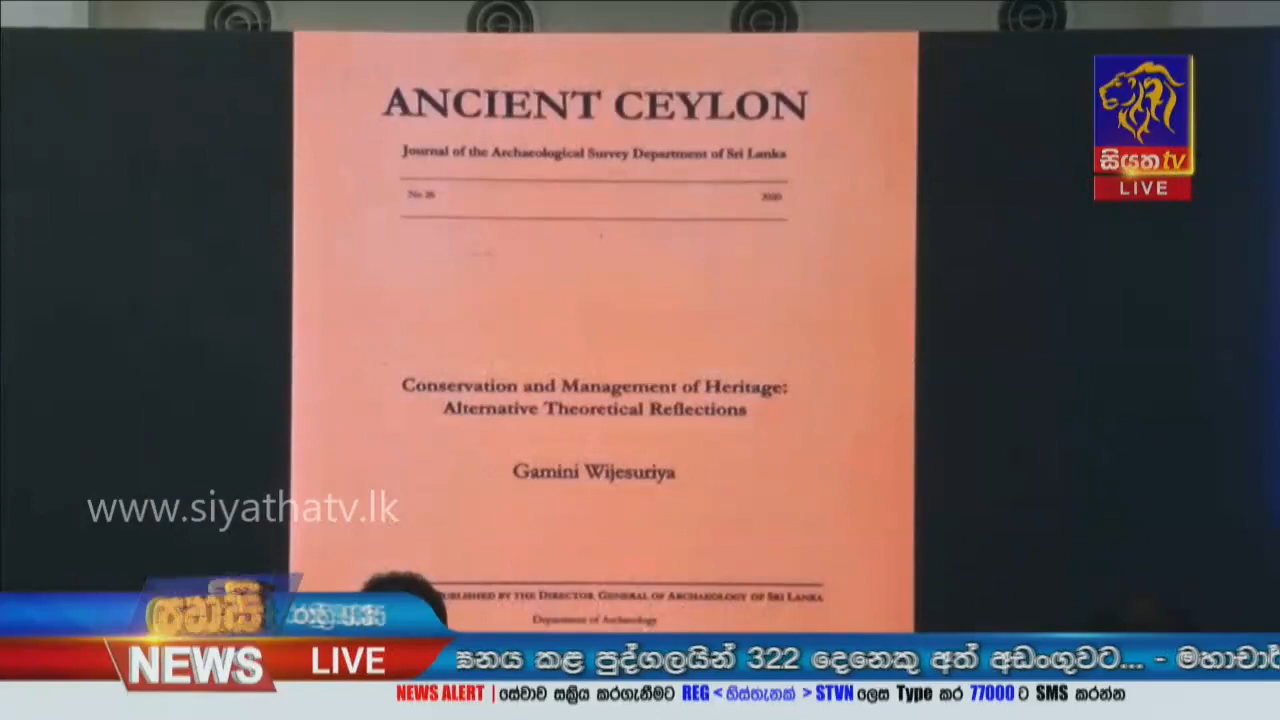 ANCIENT CEYLON
Journal of the Archaeological Survey Department of Sri Lanka
2020
Conservation and Management of Heritage:
Alternative Theoretical Reflections
Gamini Wijesuriya
PUBLISHED BY THE DIRECTOR GENERAL OF ARCHAEOLOGY OF SRI LANKA
Department of Archaeology
සියත tv
LIVE
www.siyathatv.lk
NEWS LIVE
කළ පුද්ගලයින් 322 දෙනෙකු අත් අඩංගුවට... -
NEWS ALERT | සේවාව සක්‍රිය කරගැනීමට REG < හිස්තැනක් > STVN ලෙස Type කර 77000 ට SMS කරන්න